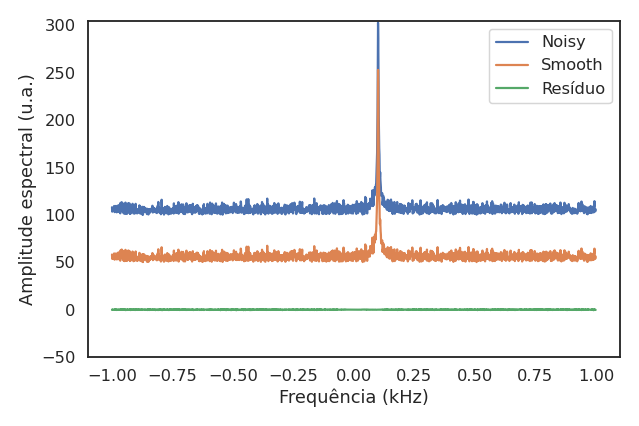 300
250
200
150
100
50
0
−50
Amplitude espectral (u.a.)
Noisy
Smooth
Resíduo
−1.00 −0.75 −0.50 −0.25 0.00 0.25 0.50 0.75 1.00
Frequência (kHz)